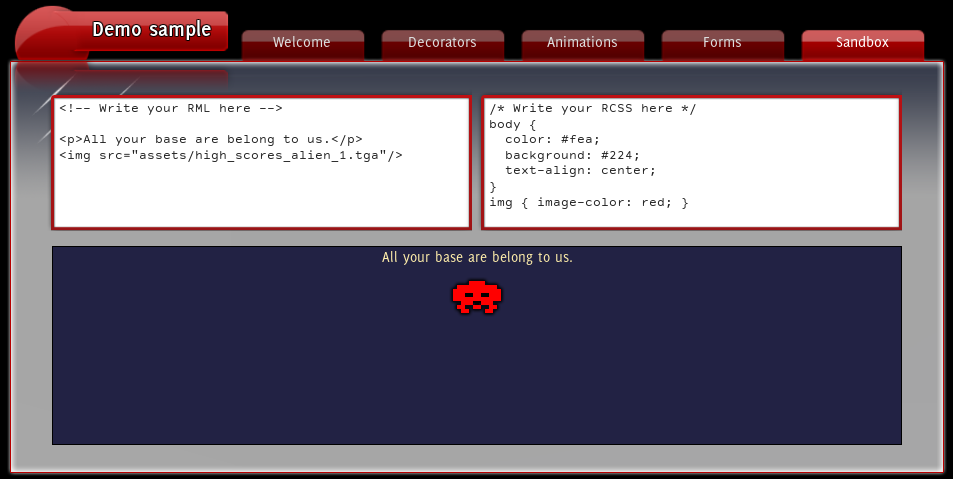 Demo sample
Welcome
Decorators
Animations
Forms
Sandbox
<!-- Write your RML here -->
<p>All your base are belong to us.</p>
<img src="assets/high_scores_alien_1.tga"/>
/* Write your RCSS here */
body {
  color: #fea;
  background: #224;
  text-align: center;
}
img { image-color: red; }
All your base are belong to us.